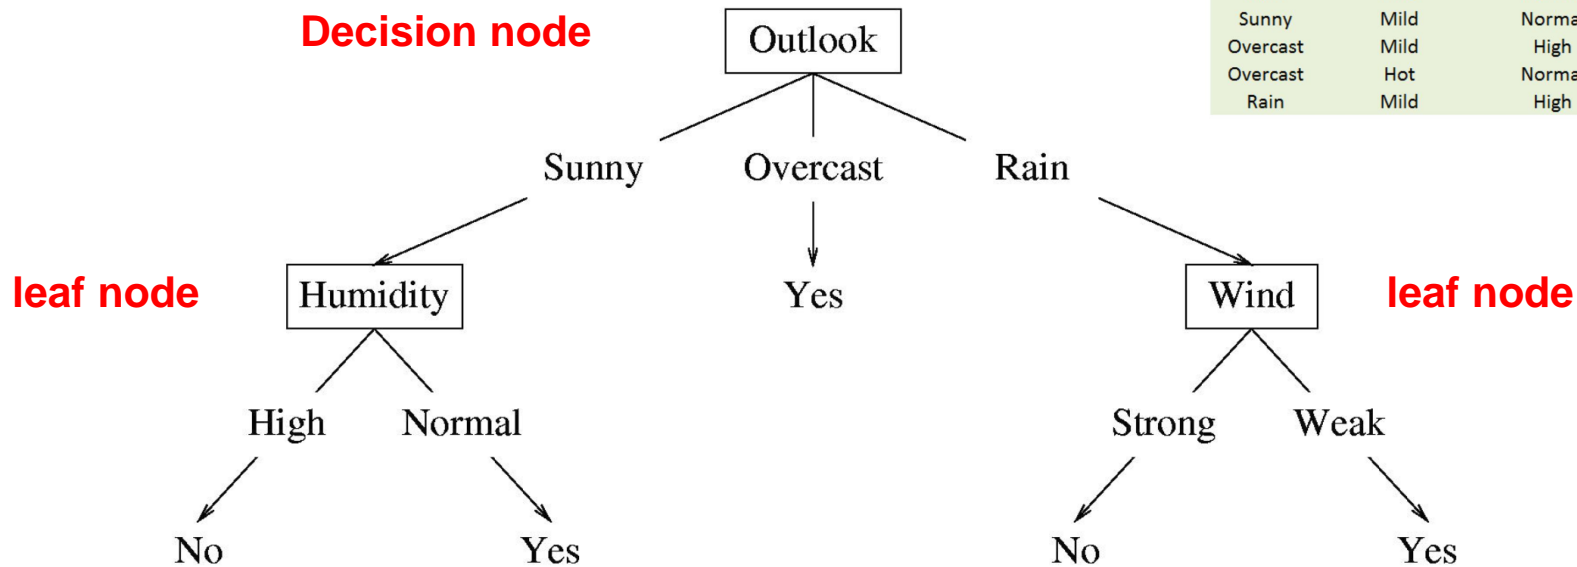 Decision node
Outlook
Sunny Mild
Overcast Mild High
Overcast Hot
Rain Mild High
Sunny Overcast Rain
leaf node Humidity Yes Wind leaf node
High Normal Strong Weak
No Yes No Yes